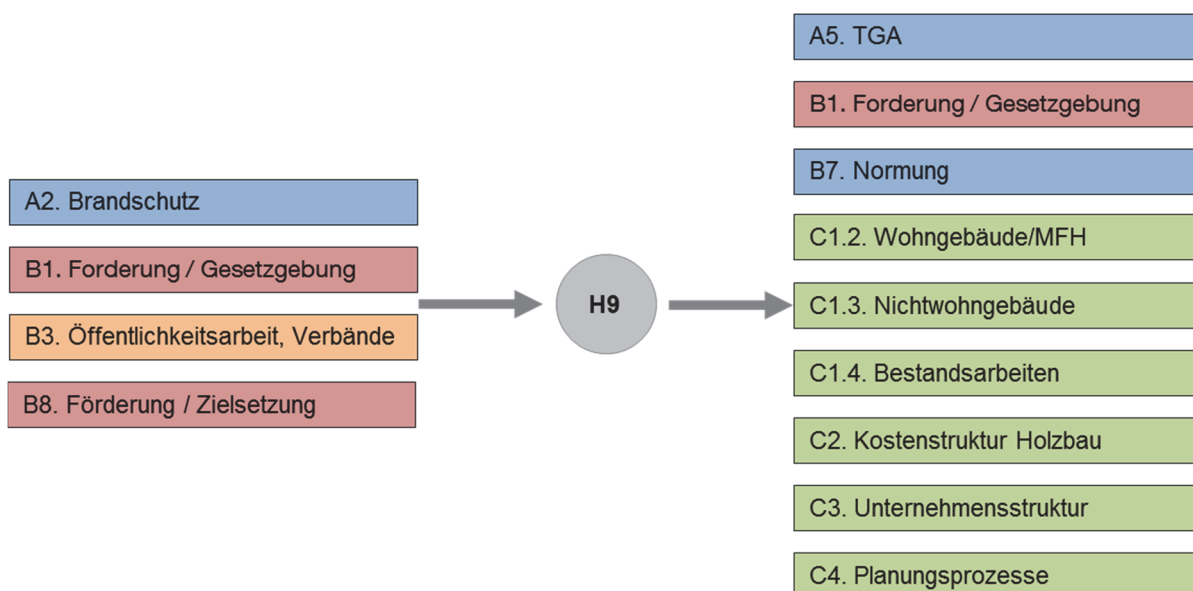 A2. Brandschutz
B1. Forderung / Gesetzgebung
B3. Öffentlichkeitsarbeit, Verbände
B8. Förderung / Zielsetzung
H9
A5. TGA
B1. Forderung / Gesetzgebung
B7. Normung
C1.2. Wohngebäude/MFH
C1.3. Nichtwohngebäude
C1.4. Bestandsarbeiten
C2. Kostenstruktur Holzbau
C3. Unternehmensstruktur
C4. Planungsprozesse